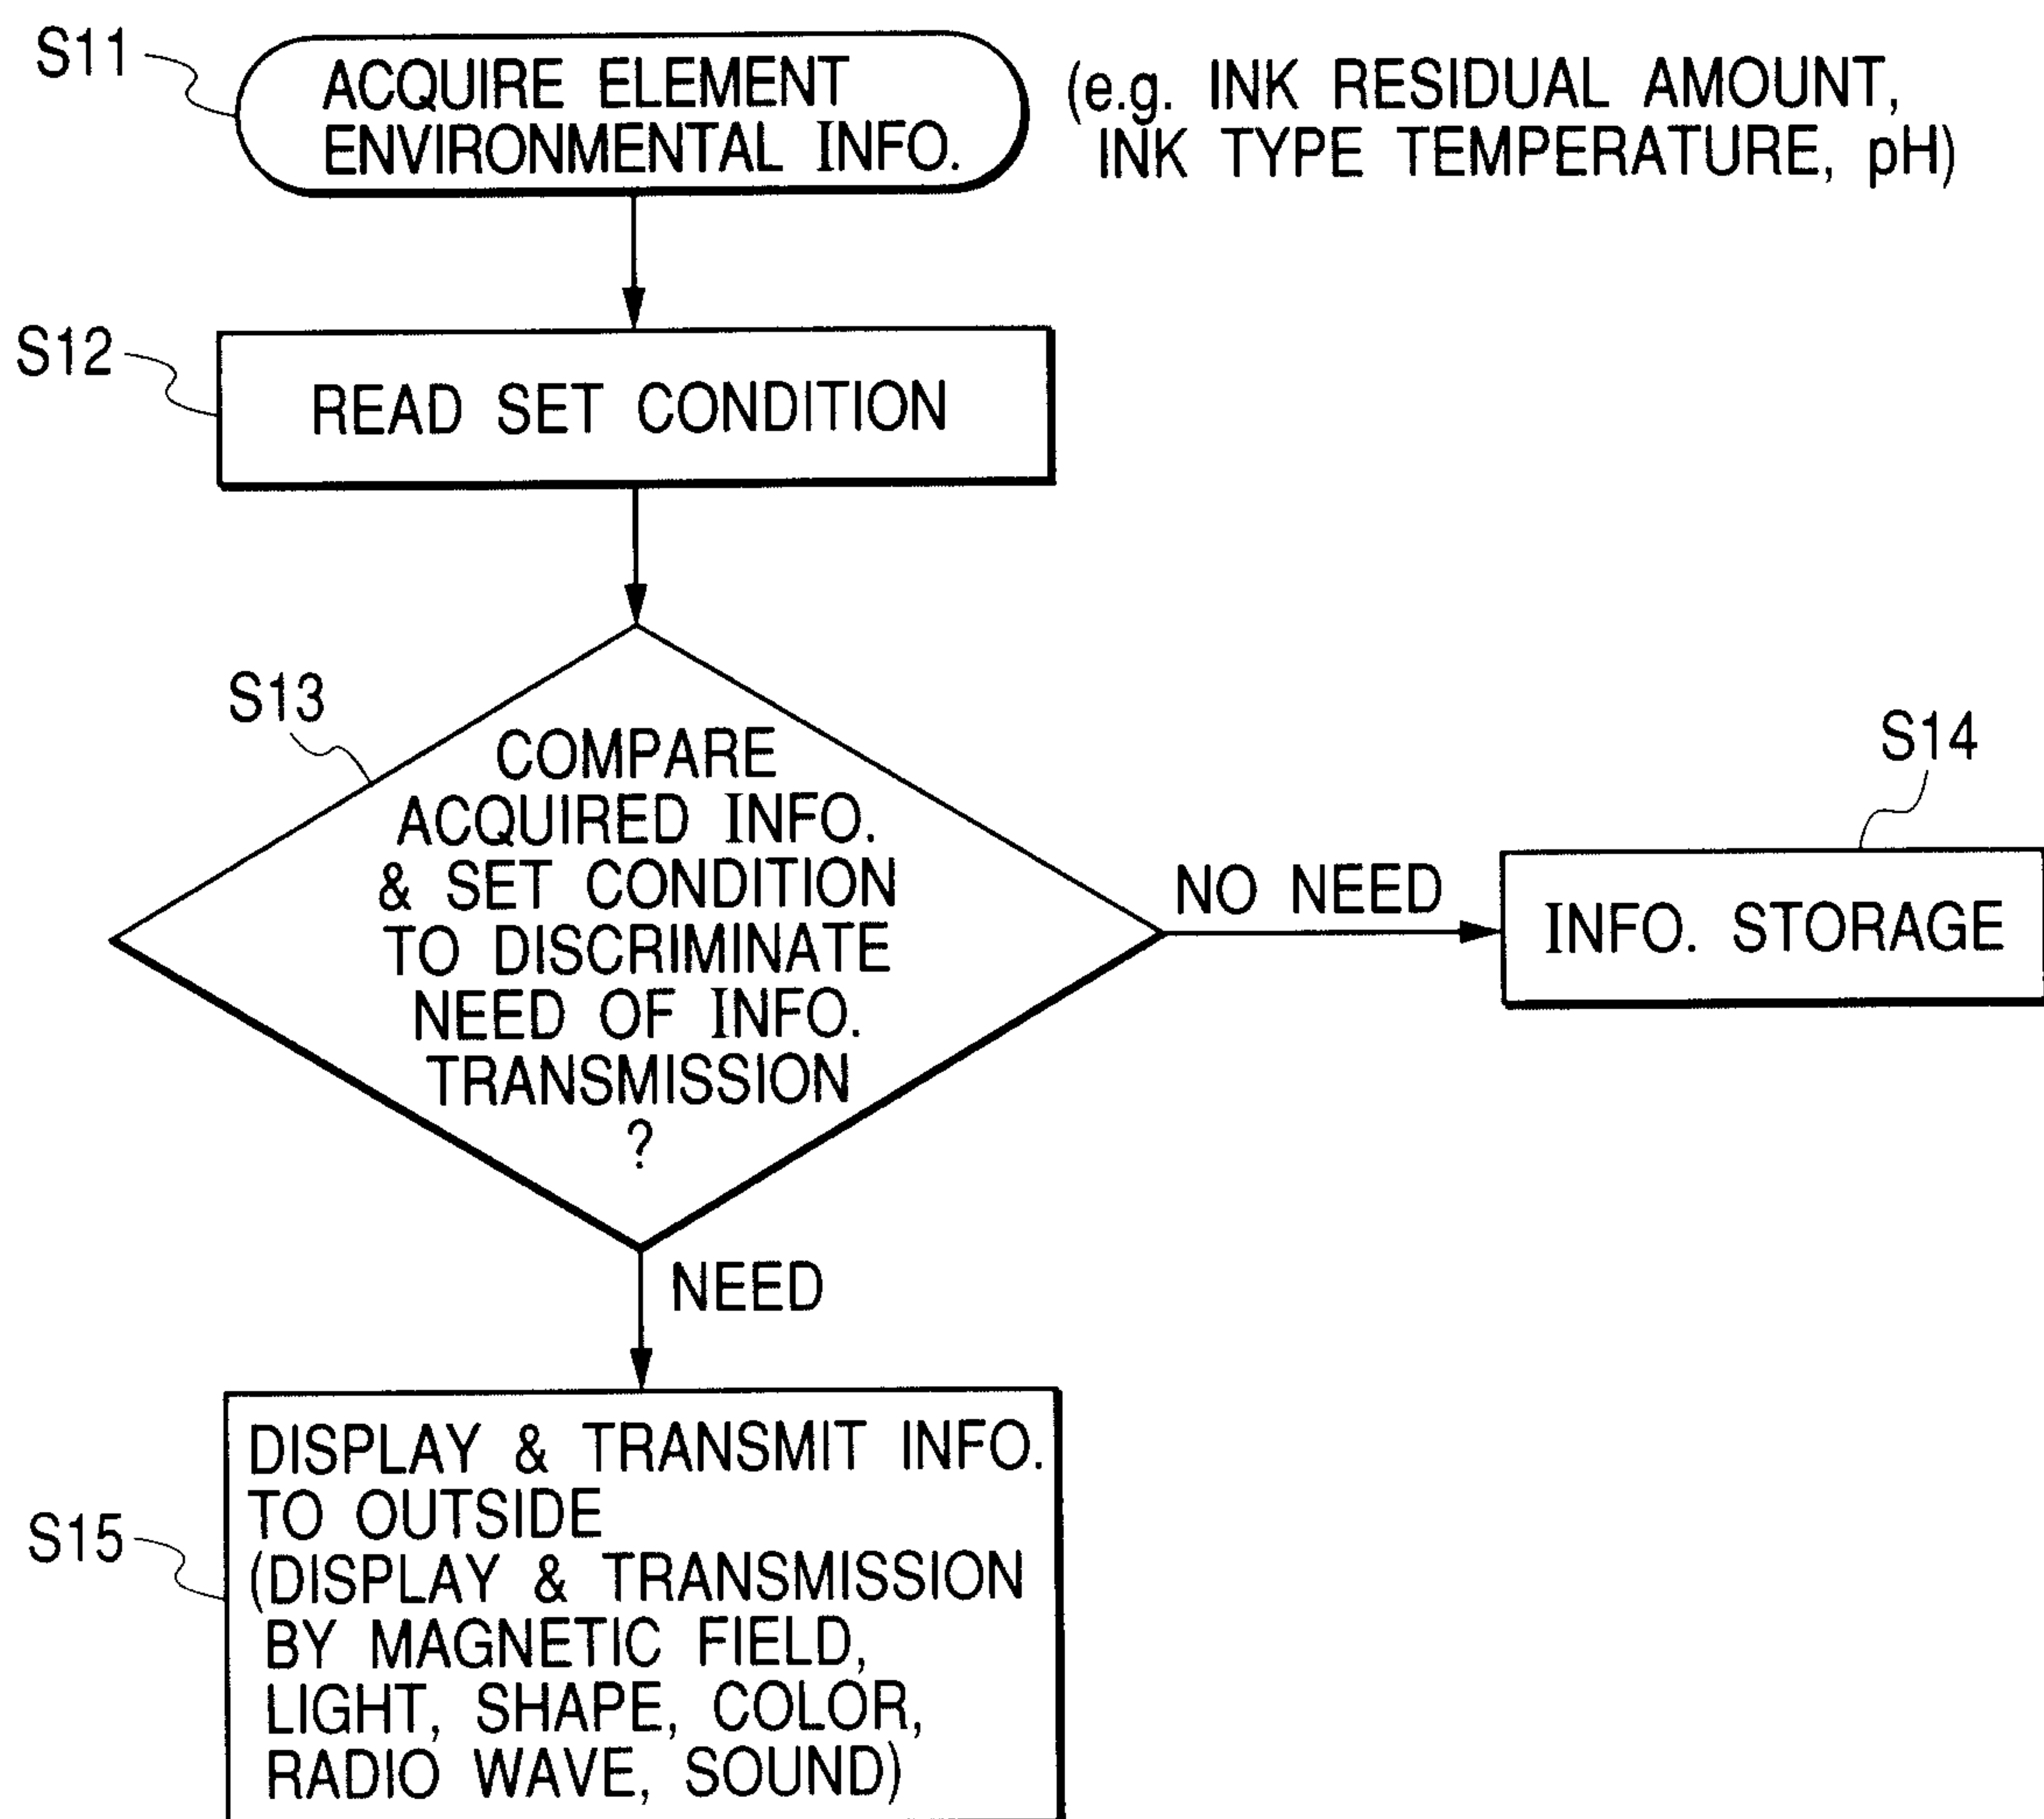 S11
ACQUIRE ELEMENT
ENVIRONMENTAL INFO.
(e.g. INK RESIDUAL AMOUNT,
INK TYPE TEMPERATURE, pH)
S12
READ SET CONDITION
S13
COMPARE
ACQUIRED INFO.
& SET CONDITION
TO DISCRIMINATE
NEED OF INFO.
TRANSMISSION
?
NO NEED
S14
INFO. STORAGE
NEED
S15
DISPLAY & TRANSMIT INFO.
TO OUTSIDE
(DISPLAY & TRANSMISSION
BY MAGNETIC FIELD,
LIGHT, SHAPE, COLOR,
RADIO WAVE, SOUND)